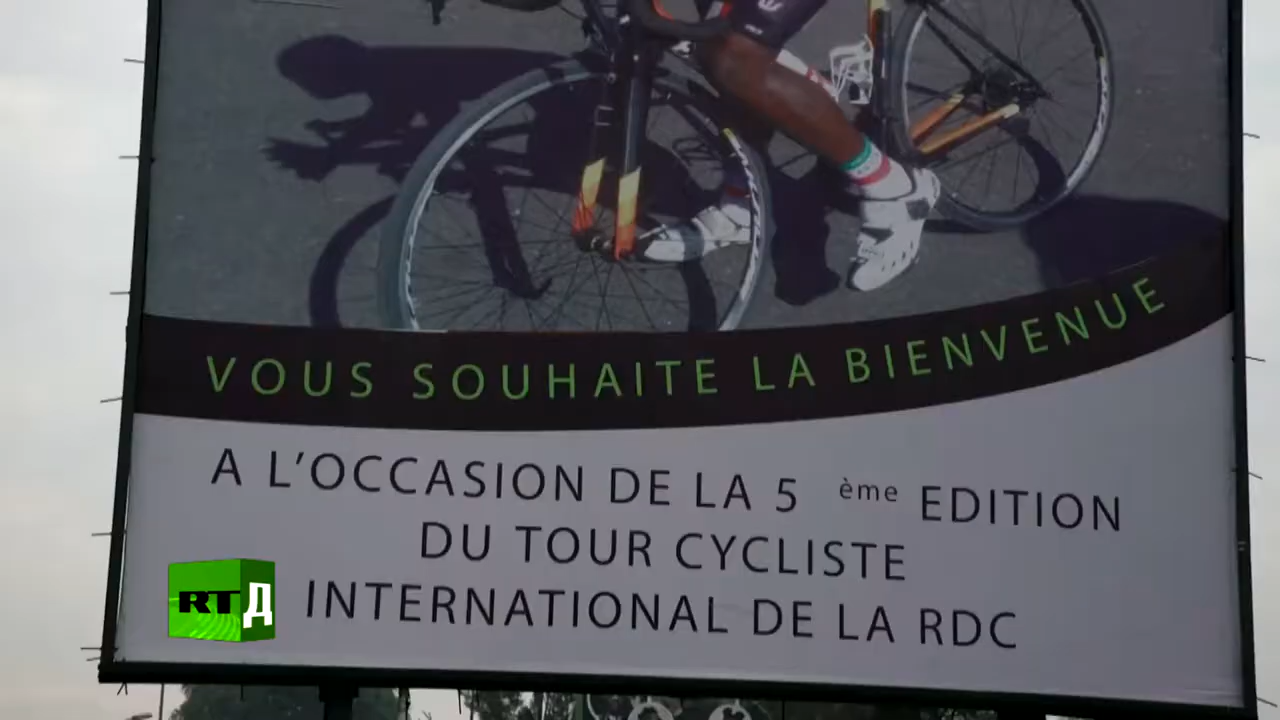 VOUS SOUHAITE LA BIENVENUE
A L'OCCASION DE LA 5 ème EDITION
DU TOUR CYCLISTE
INTERNATIONAL DE LA RDC
RTД